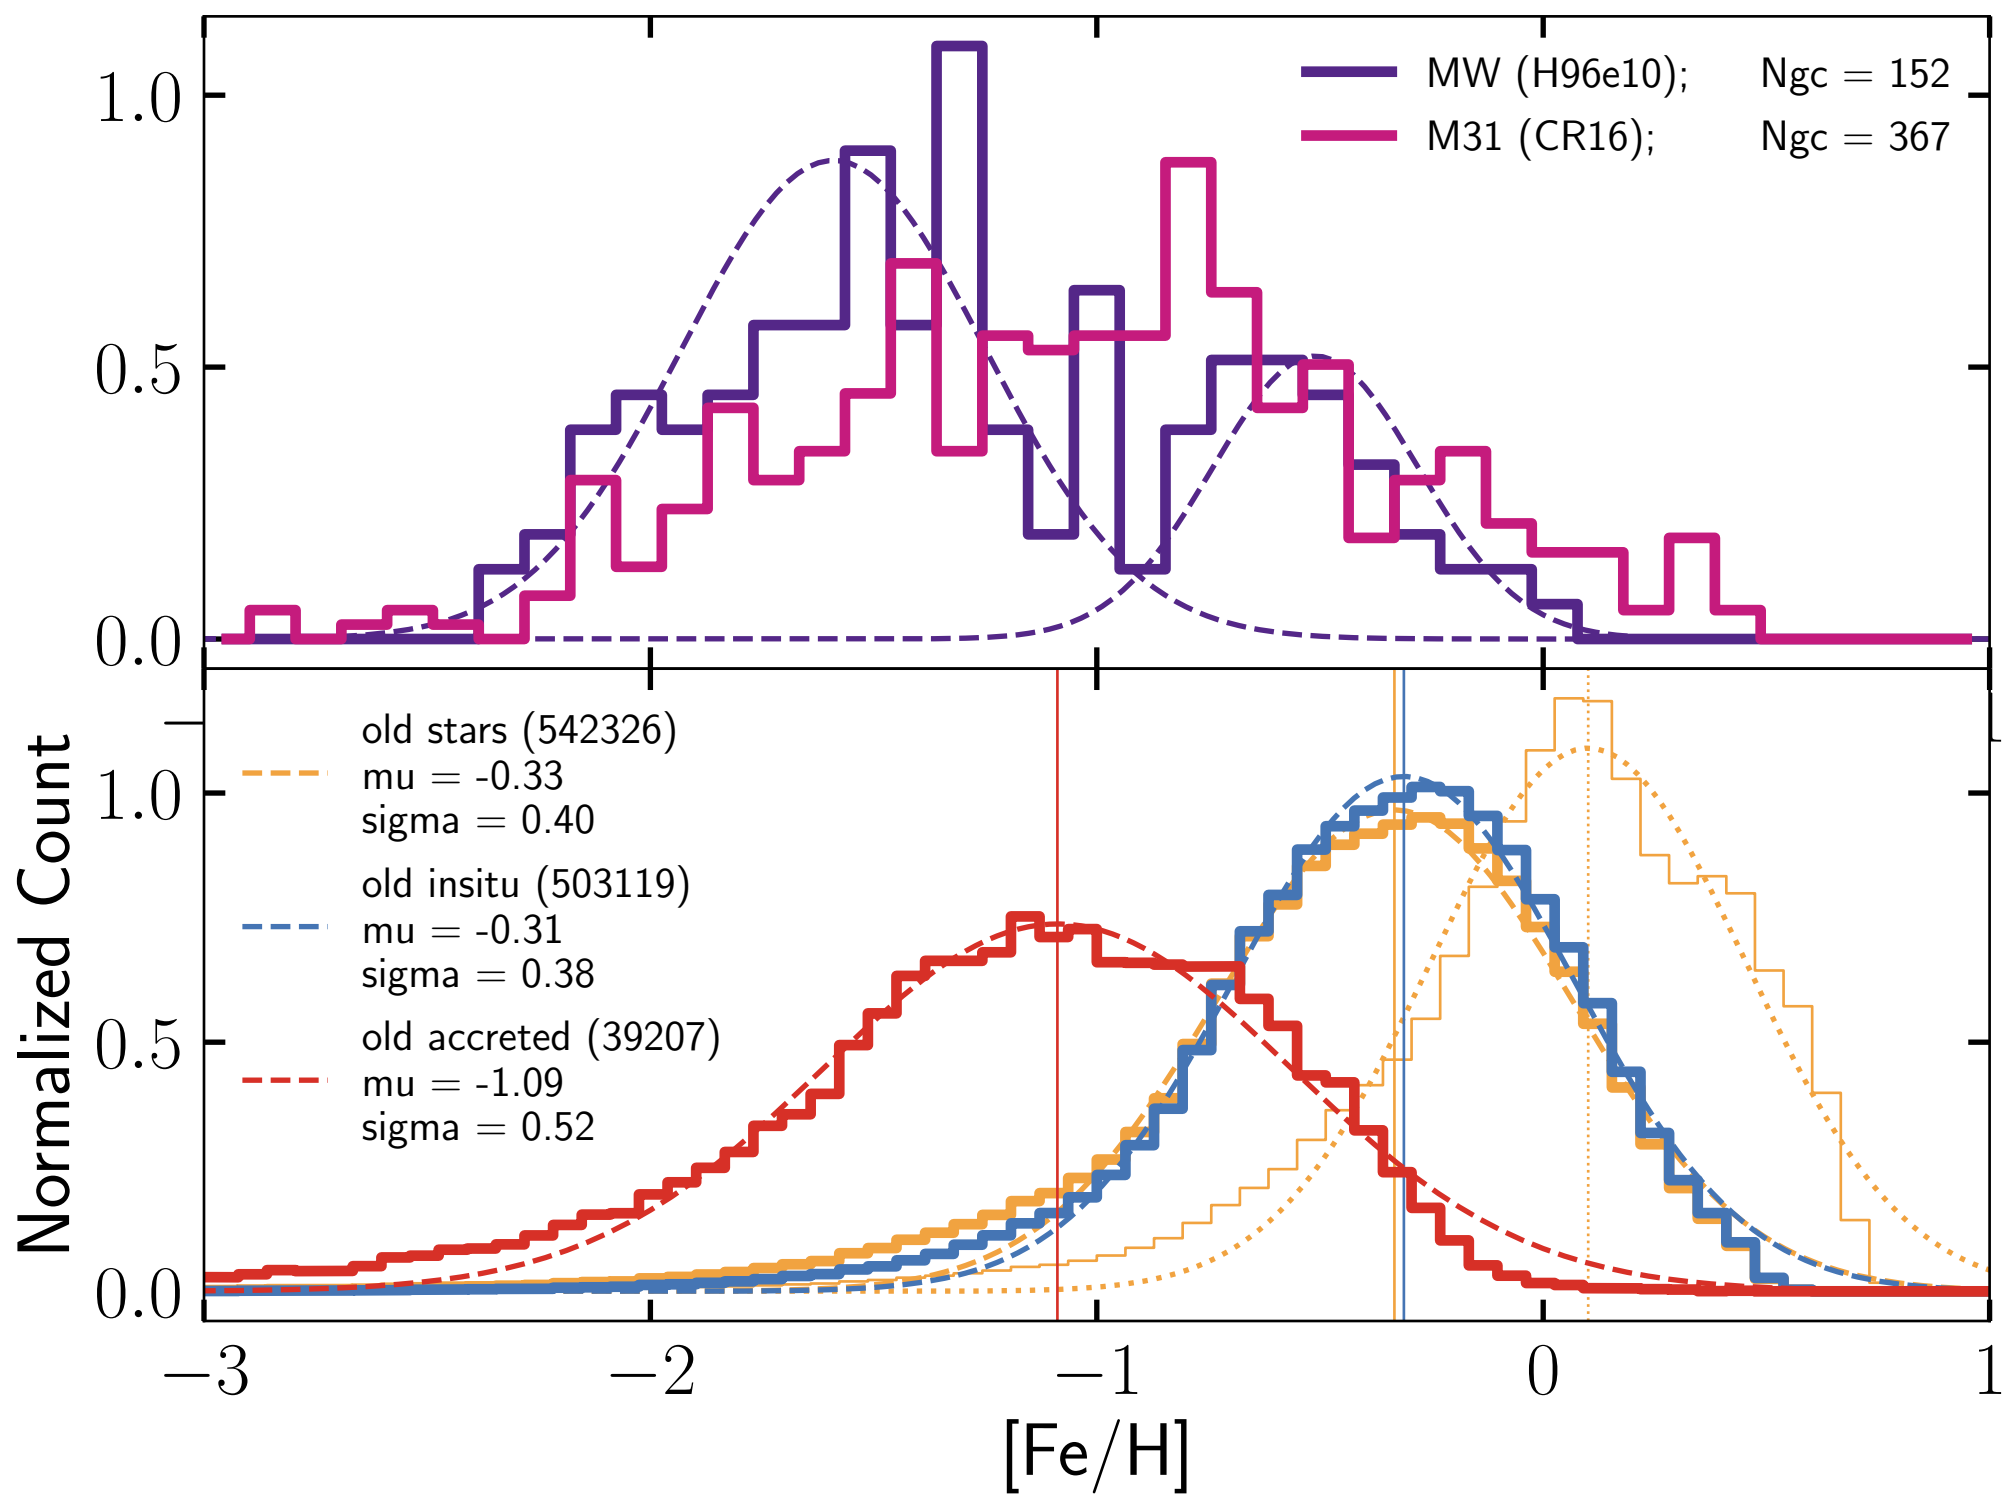 1.0
0.5
0.0
MW (H96e10); Ngc = 152
M31 (CR16); Ngc = 367
Normalized Count
1.0
0.5
0.0
old stars (542326)
mu = -0.33
sigma = 0.40
old insitu (503119)
mu = -0.31
sigma = 0.38
old accreted (39207)
mu = -1.09
sigma = 0.52
−3 −2 −1 0 1
[Fe/H]